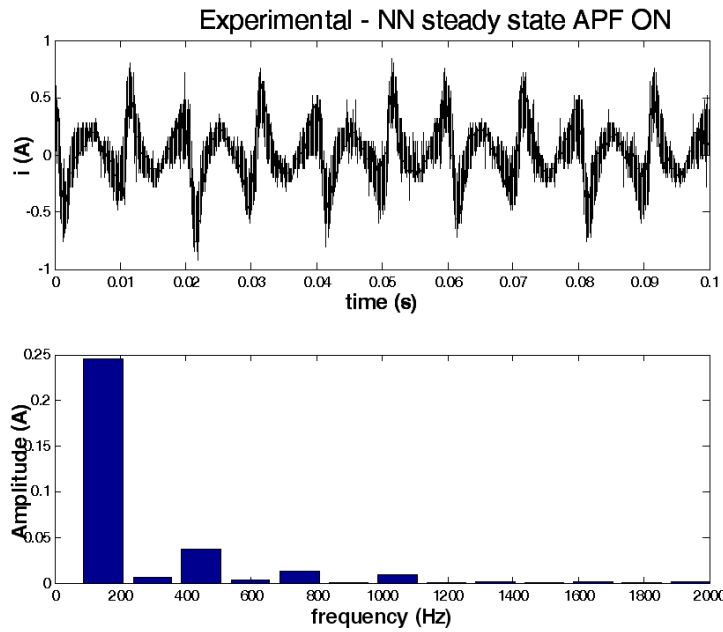 Experimental - NN steady state APF ON
1
0.5
0
-0.5
-1
i (A)
0 0.01 0.02 0.03 0.04 0.05 0.06 0.07 0.08 0.09 0.1
time (s)
0.25
0.2
0.15
0.1
0.05
0
Amplitude (A)
0 200 400 600 800 1000 1200 1400 1600 1800 2000
frequency (Hz)